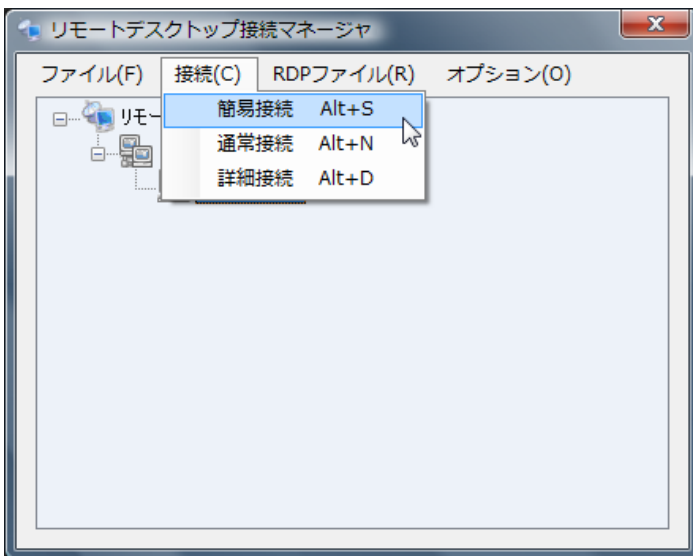 リモートデスクトップ接続マネージャ
ファイル(F) 接続(C) RDPファイル(R) オプション(O)
簡易接続 Alt+S
通常接続 Alt+N
詳細接続 Alt+D
リモー